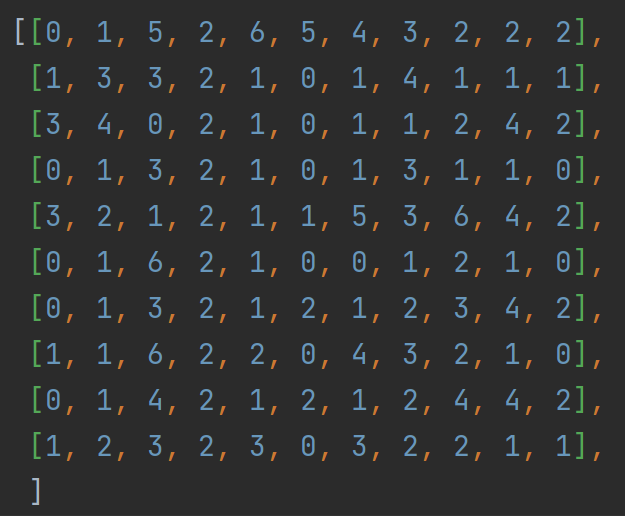 [[0, 1, 5, 2, 6, 5, 4, 3, 2, 2, 2],
[1, 3, 3, 2, 1, 0, 1, 4, 1, 1, 1],
[3, 4, 0, 2, 1, 0, 1, 1, 2, 4, 2],
[0, 1, 3, 2, 1, 0, 1, 3, 1, 1, 0],
[3, 2, 1, 2, 1, 1, 5, 3, 6, 4, 2],
[0, 1, 6, 2, 1, 0, 0, 1, 2, 1, 0],
[0, 1, 3, 2, 1, 2, 1, 2, 3, 4, 2],
[1, 1, 6, 2, 2, 0, 4, 3, 2, 1, 0],
[0, 1, 4, 2, 1, 2, 1, 2, 4, 4, 2],
[1, 2, 3, 2, 3, 0, 3, 2, 2, 1, 1],
]